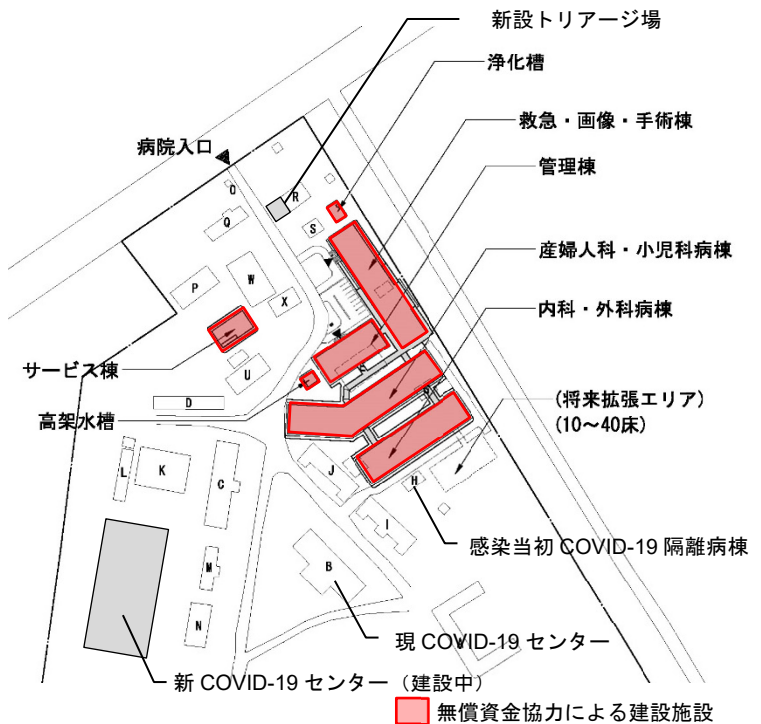 新設トリアージ場
浄化槽
救急・画像・手術棟
病院入口
管理棟
O
R
Q
S
産婦人科・小児科病棟
W
P
X
内科・外科病棟
サービス棟
U
(将来拡張エリア)
(10～40床)
D
高架水槽
L
K
C
J
H
I
感染当初 COVID-19 隔離病棟
M
B
N
現 COVID-19 センター
新 COVID-19 センター（建設中）
無償資金協力による建設施設